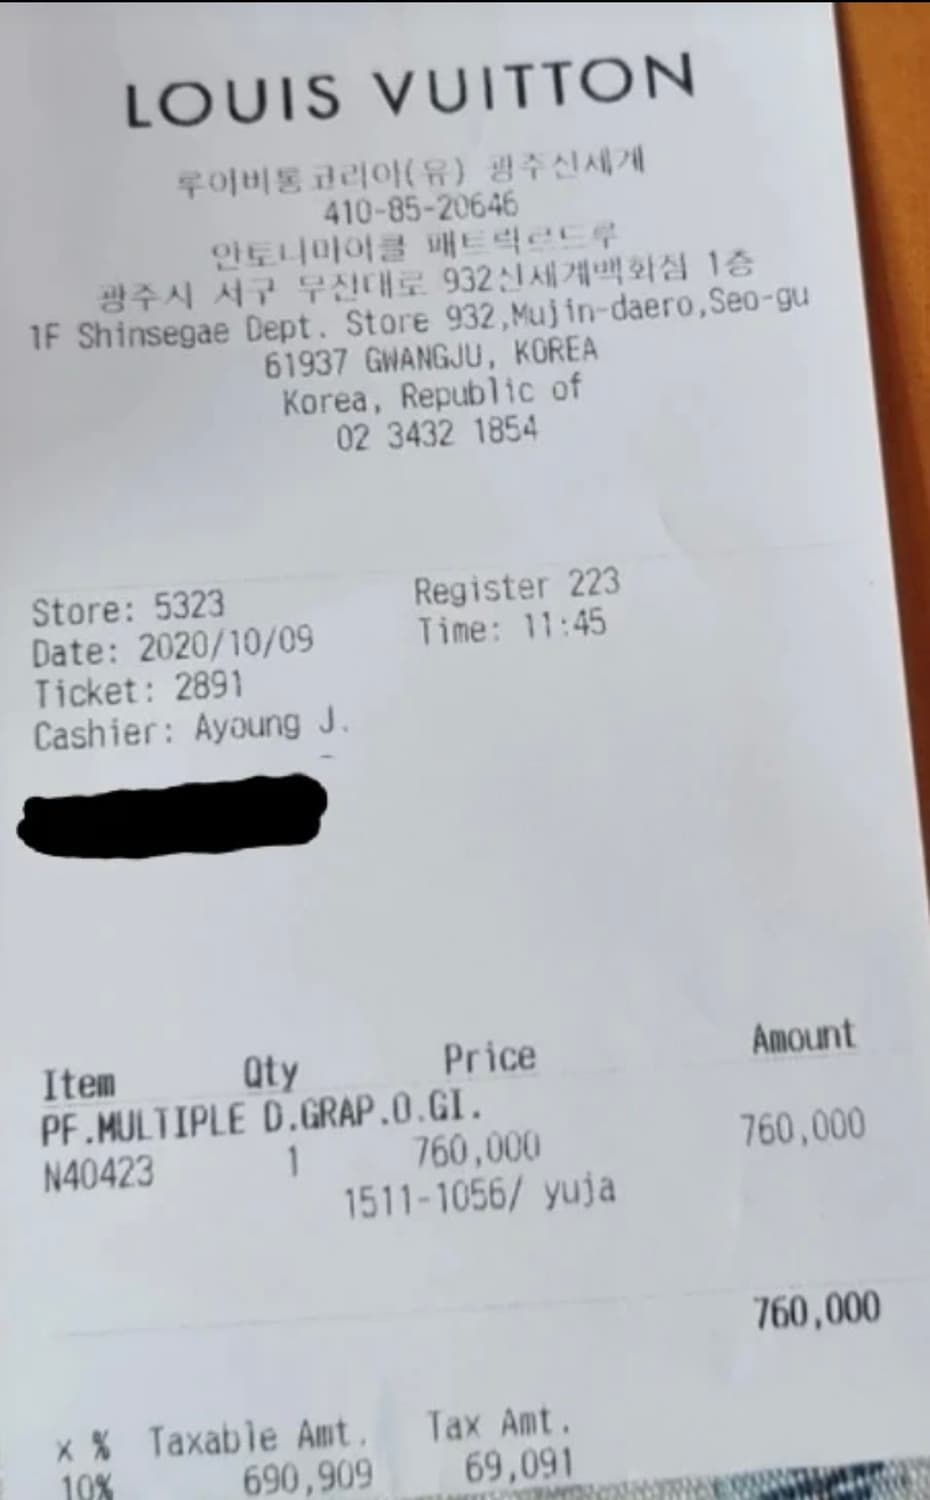 LOUIS VUITTON
루이비통코리아(유) 광주신세계
410-85-20646
안토니마이클 패트릭르드루
광주시 서구 무진대로 932신세계백화점 1층
1F Shinsegae Dept. Store 932,Mujin-daero,Seo-gu
61937 GWANGJU, KOREA
Korea, Republic of
02 3432 1854
Store: 5323 Register 223
Date: 2020/10/09 Time: 11:45
Ticket: 2891
Cashier: Ayoung J.
Item Qty Price Amount
PF.MULTIPLE D.GRAP.O.GI.
N40423 1 760,000 760,000
1511-1056/ yuja
760,000
x % Taxable Amt. Tax Amt.
10% 690,909 69,091